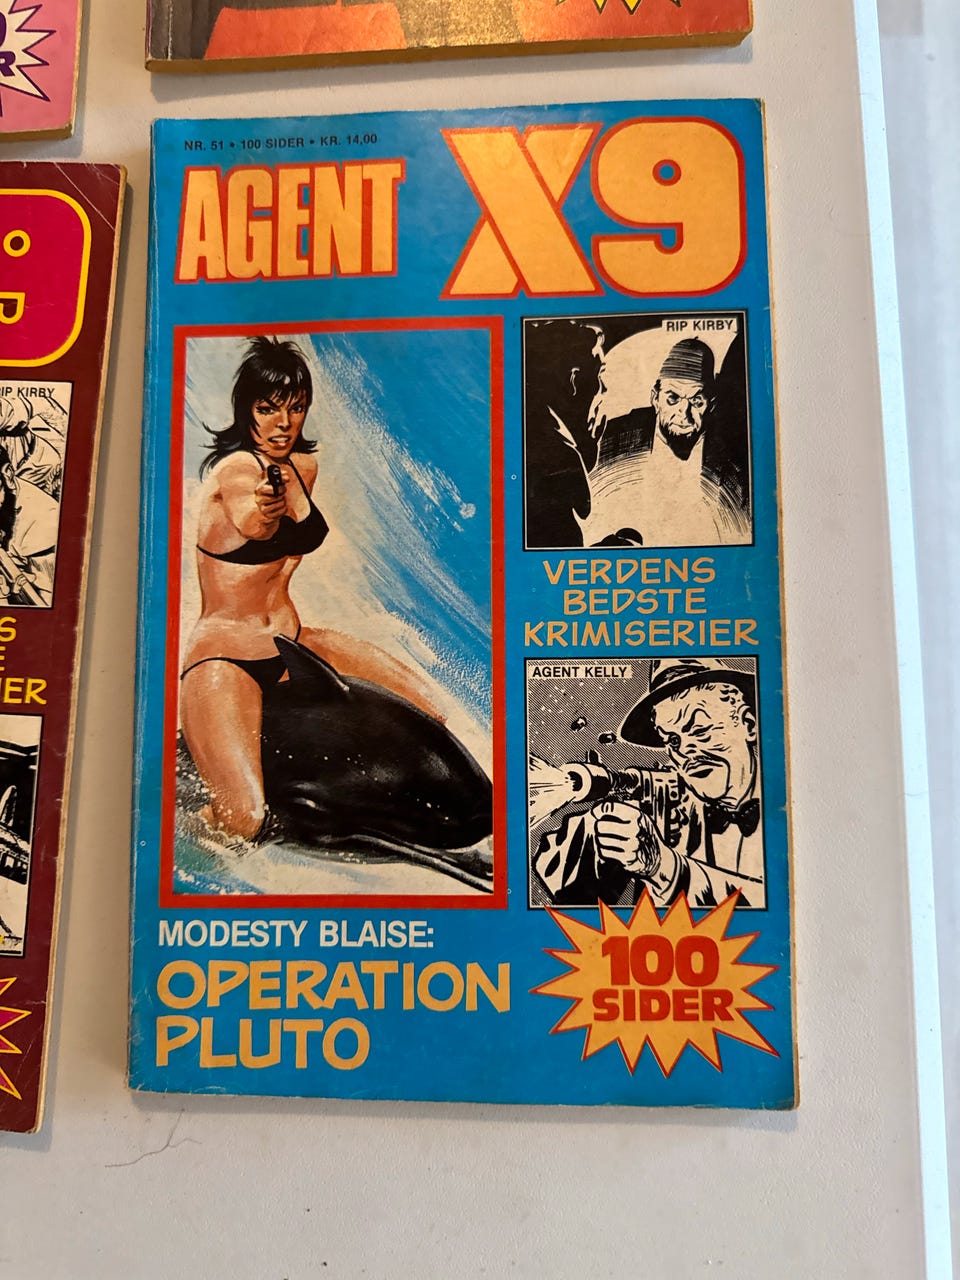 NR. 51 • 100 SIDER • KR. 14,00
AGENT X9
RIP KIRBY
VERDENS
BEDSTE
KRIMISERIER
AGENT KELLY
MODESTY BLAISE:
OPERATION
PLUTO
100
SIDER
RIP KIRBY